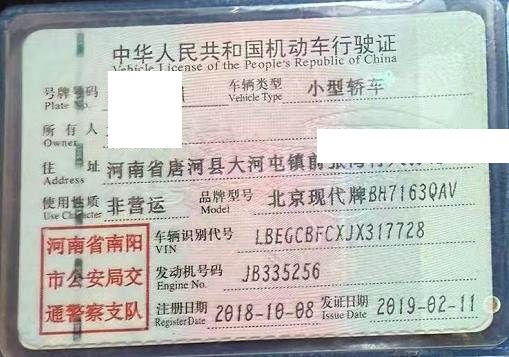 中华人民共和国机动车行驶证
Vehicle License of the People's Republic of China
号牌号码 车辆类型 小型轿车
Plate No. Vehicle Type
所有人
Owner
住址 河南省唐河县大河屯镇前
Address
使用性质 非营运 品牌型号 北京现代牌BH7163QAV
Use Character Model
河南省南阳市公安局交通警察支队
车辆识别代号 LBEGCBFCXJX317728
VIN
发动机号码 JB335256
Engine No.
注册日期 2018-10-08 发证日期 2019-02-11
Register Date Issue Date